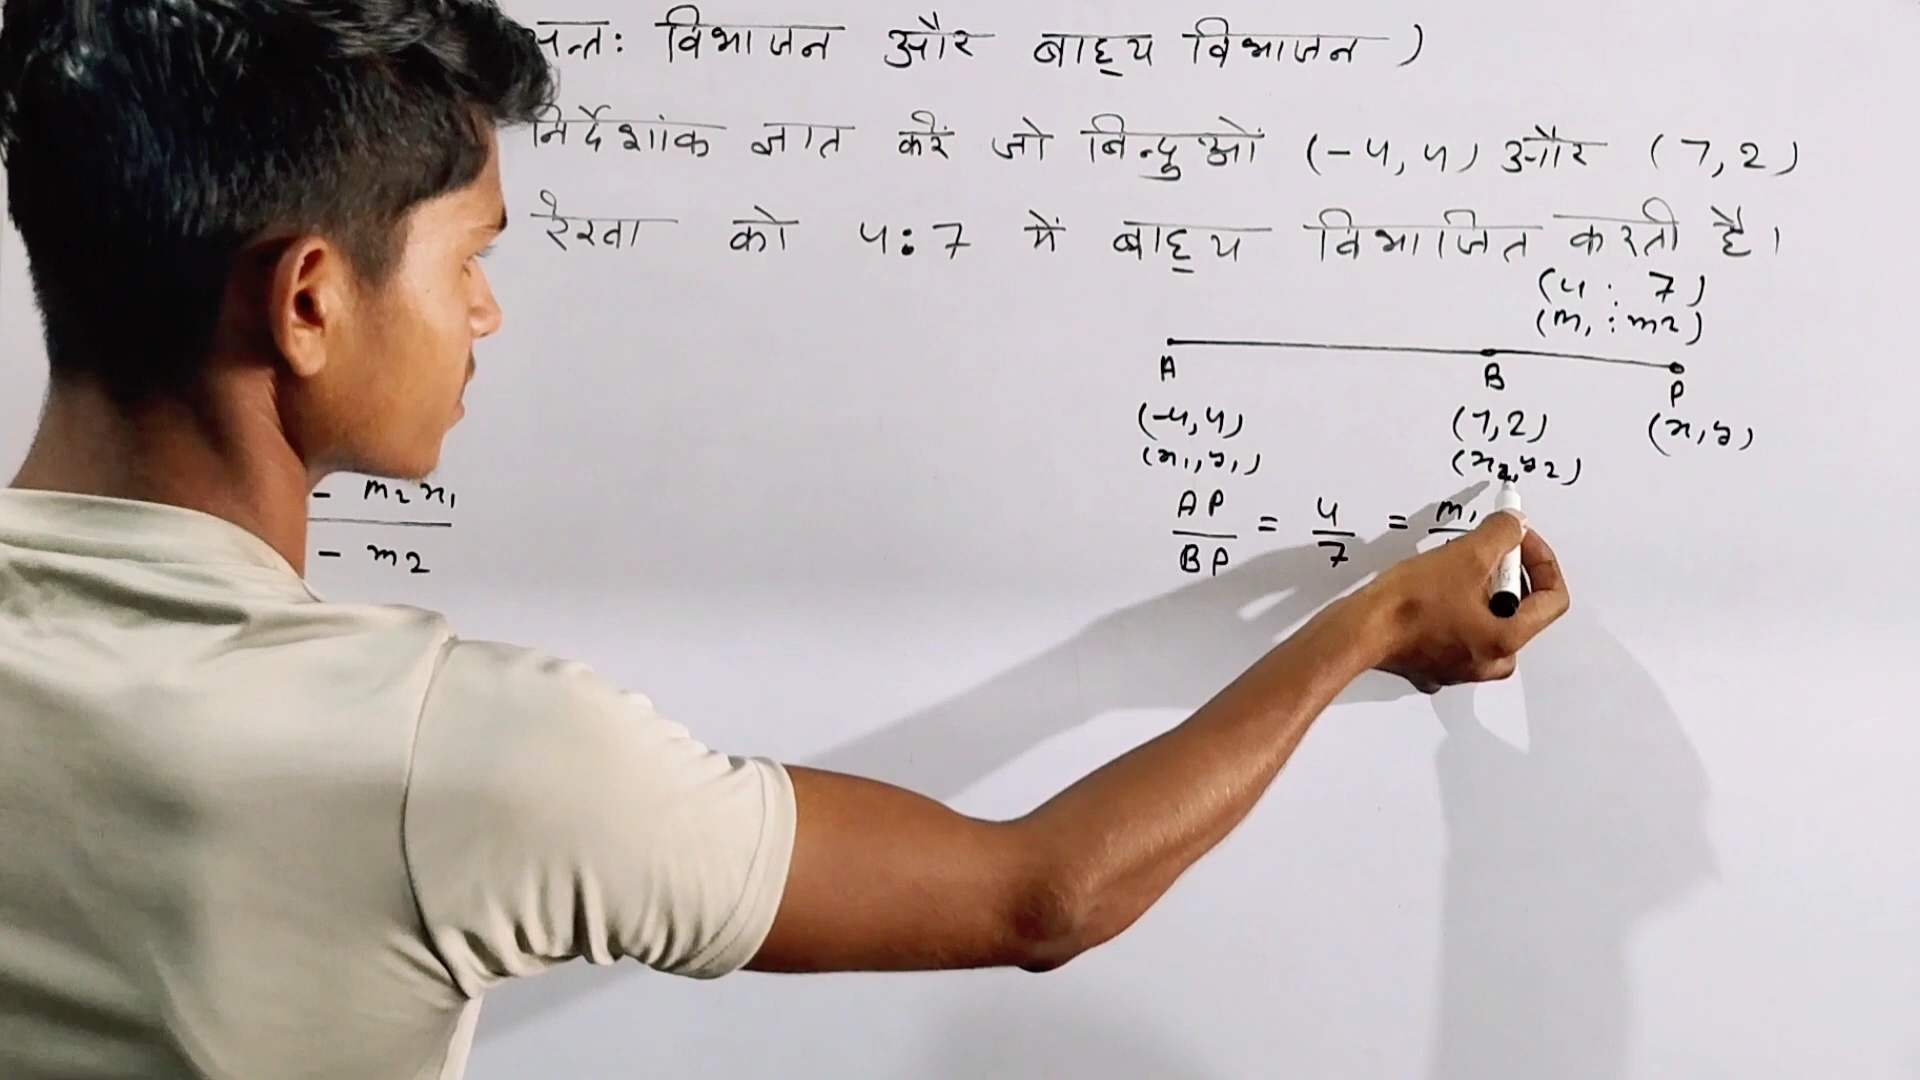 अन्तः विभाजन और बाह्य विभाजन )
निर्देशांक ज्ञात करें जो बिन्दुओं (-4,4) और (7,2)
रेखा को 4:7 में बाह्य विभाजित करती है।
(4 : 7)
(m₁ : m2)
A B P
(-4,4) (7,2) (x,y)
(x₁,y₁) (x2,y2)
AP/BP = 4/7 = m₁
- m2x₁
- m2